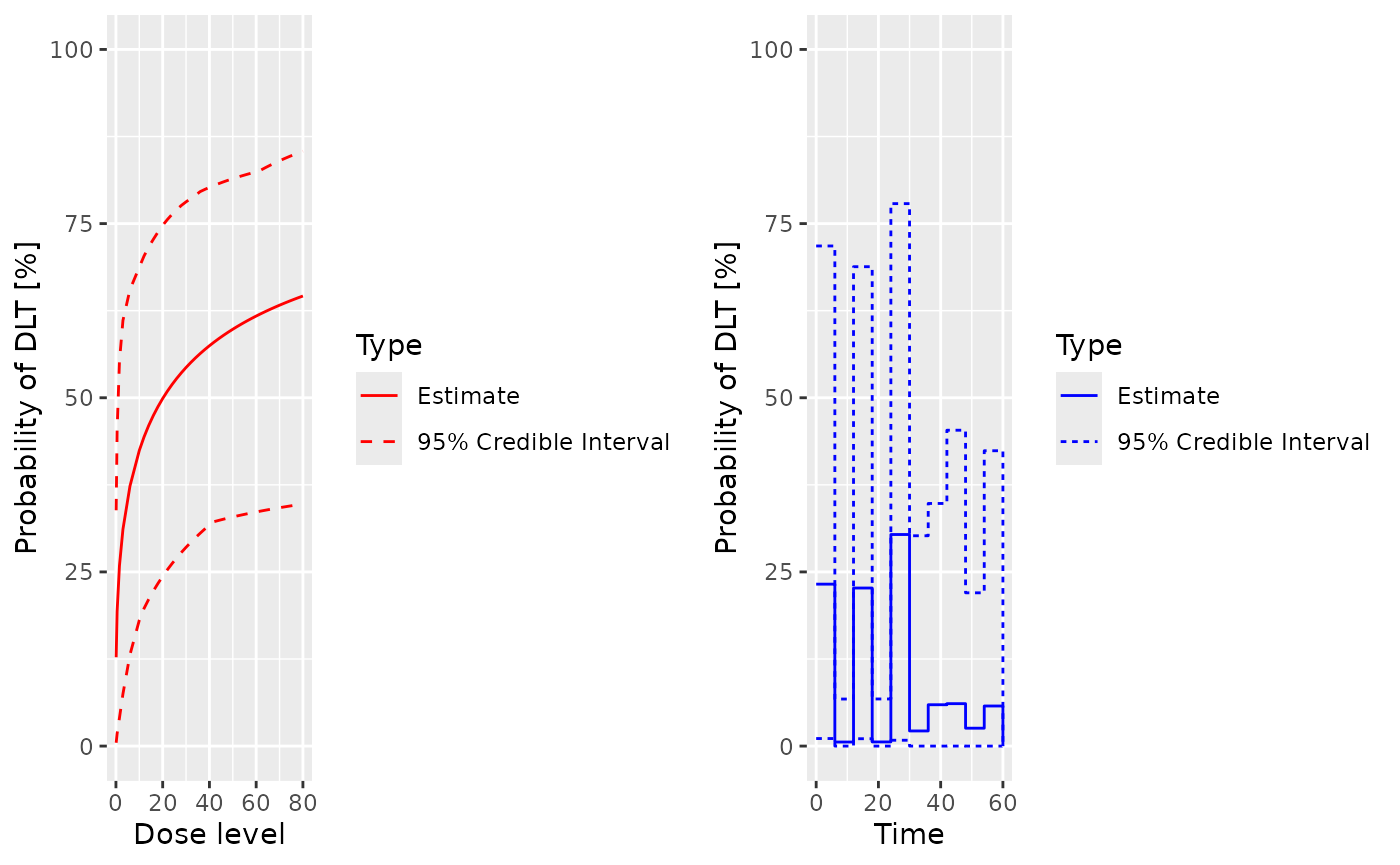 100
75
50
25
0
Probability of DLT [%]
0 20 40 60 80
Dose level
Type
Estimate
95% Credible Interval
100
75
50
25
0
Probability of DLT [%]
0 20 40 60
Time
Type
Estimate
95% Credible Interval